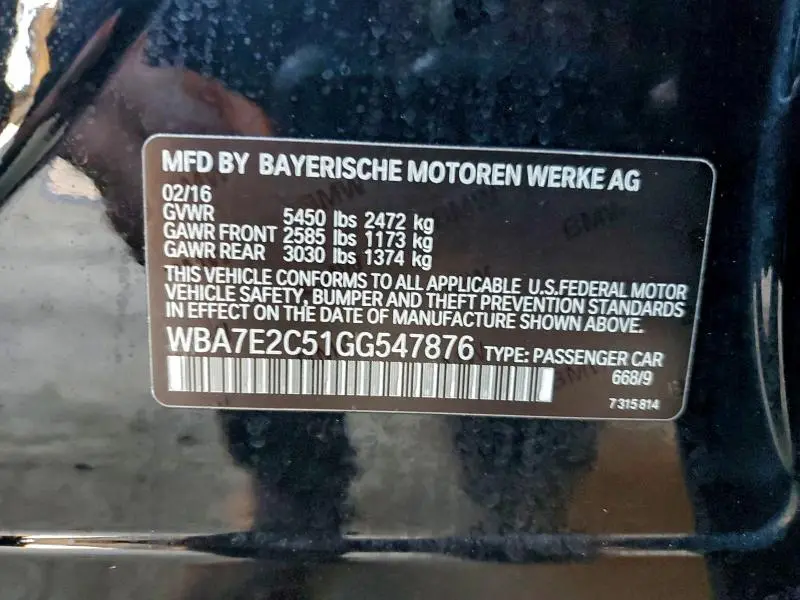 MFD BY BAYERISCHE MOTOREN WERKE AG
02/16
GVWR 5450 lbs 2472 kg
GAWR FRONT 2585 lbs 1173 kg
GAWR REAR 3030 lbs 1374 kg
THIS VEHICLE CONFORMS TO ALL APPLICABLE U.S.FEDERAL MOTOR
VEHICLE SAFETY, BUMPER AND THEFT PREVENTION STANDARDS
IN EFFECT ON THE DATE OF MANUFACTURE SHOWN ABOVE.
WBA7E2C51GG547876 TYPE: PASSENGER CAR
668/9
7 315 814